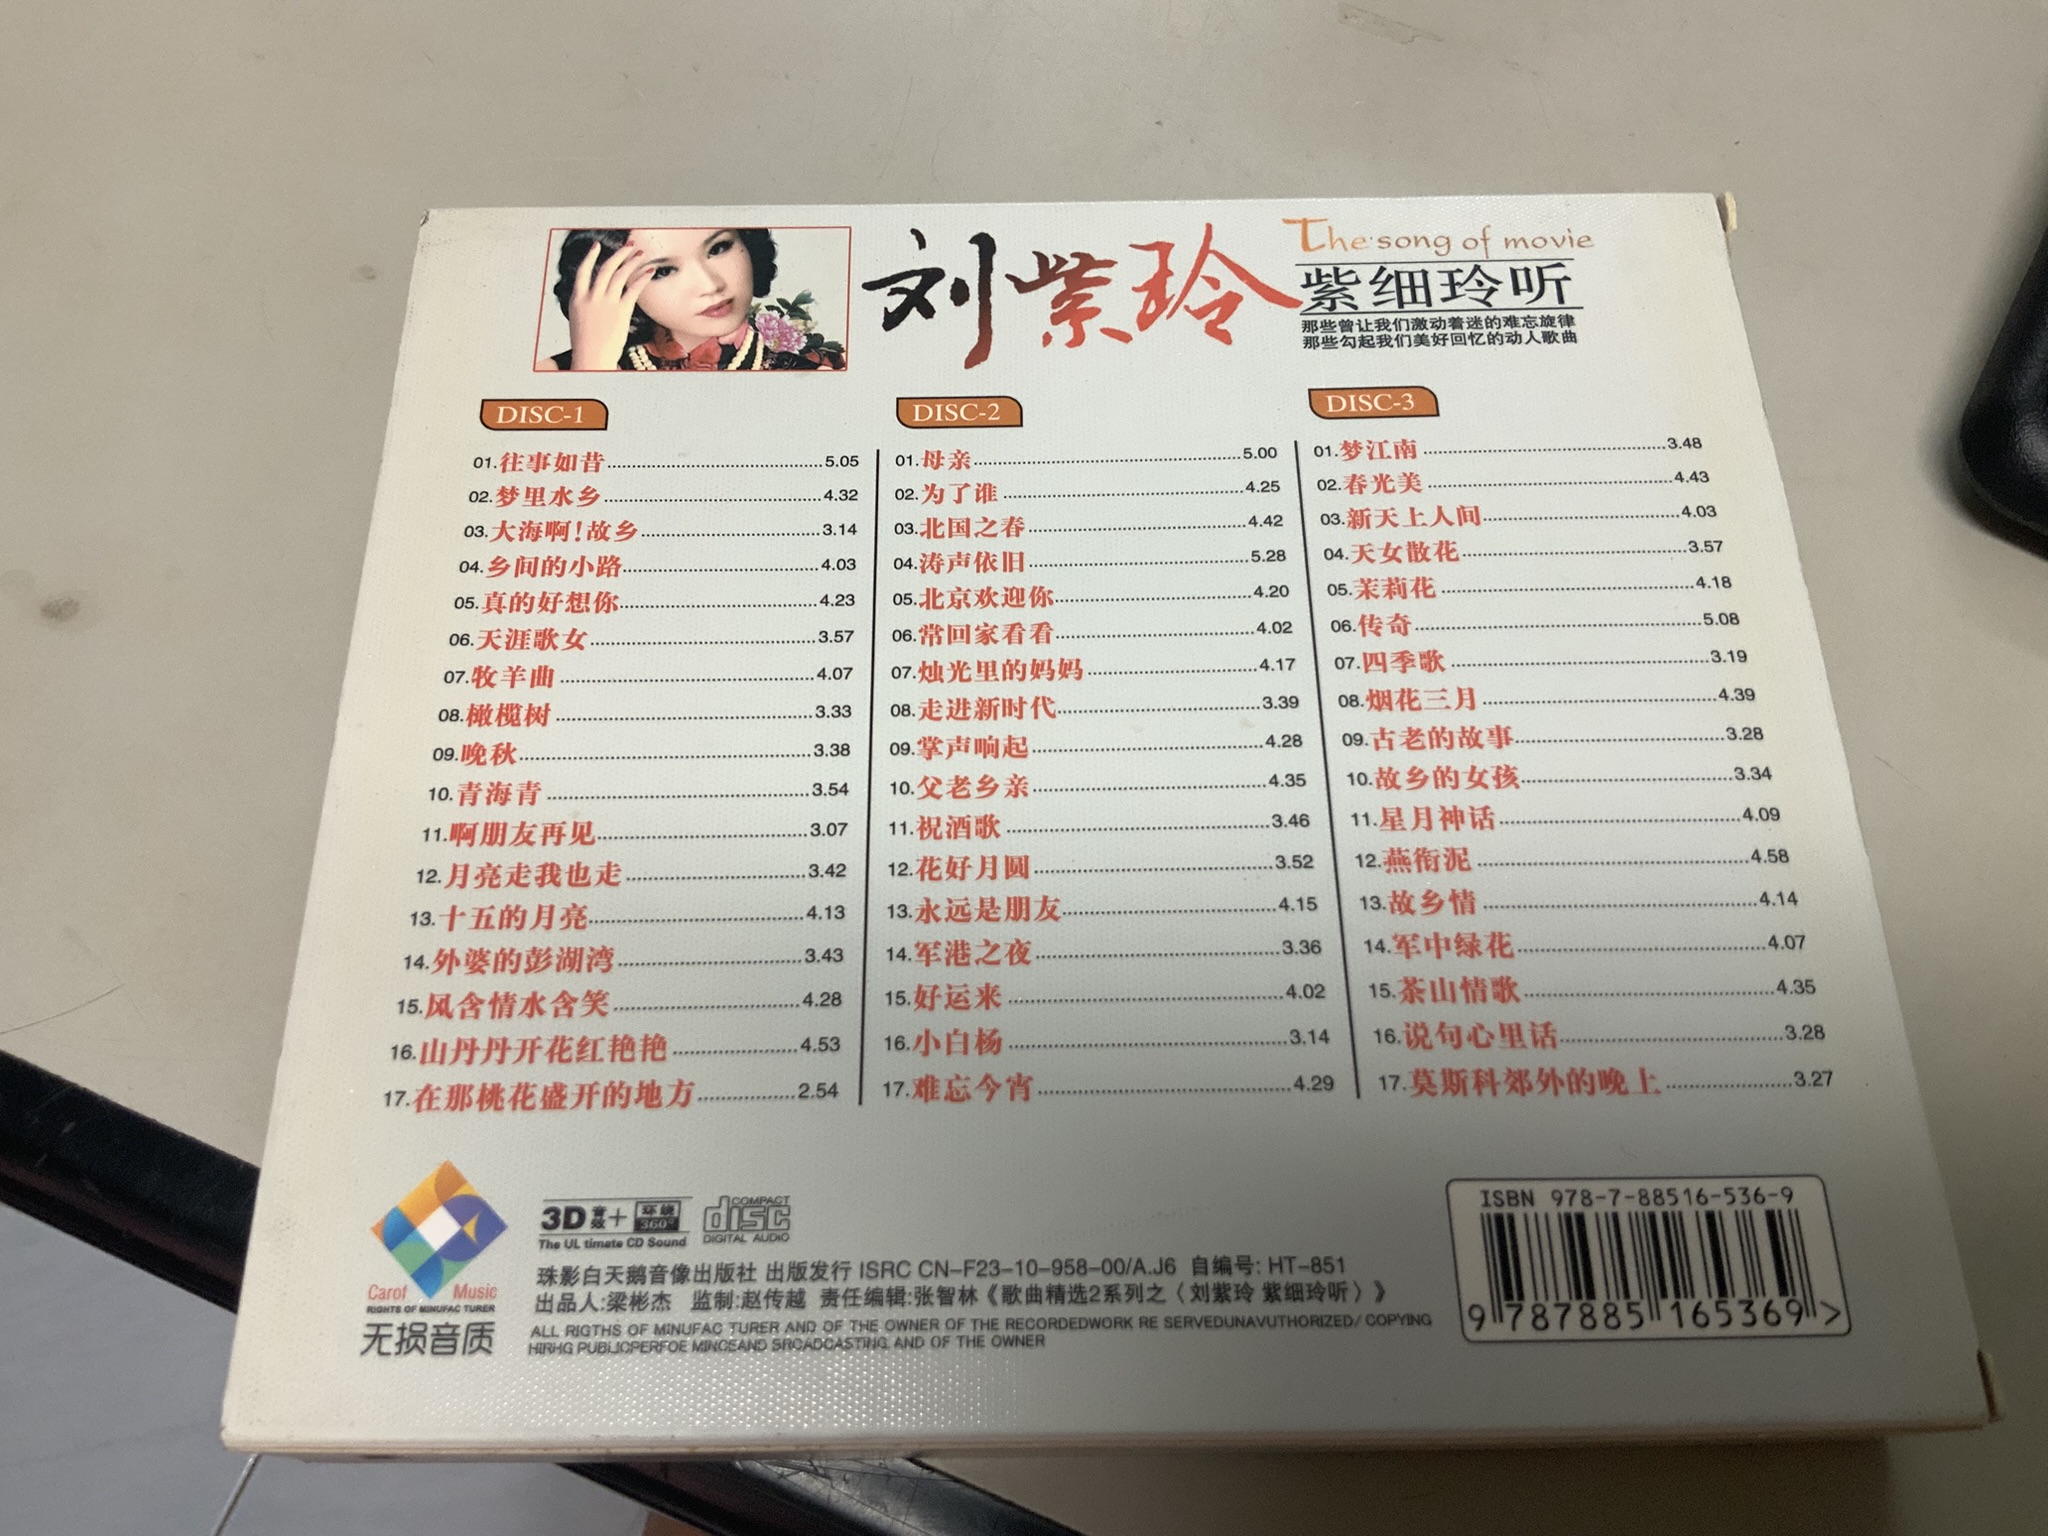 刘紫玲
The song of movie
紫细玲听
那些曾让我们激动着迷的难忘旋律
那些勾起我们美好回忆的动人歌曲
DISC-1
01.往事如昔 5.05
02.梦里水乡 4.32
03.大海啊!故乡 3.14
04.乡间的小路 4.03
05.真的好想你 4.23
06.天涯歌女 3.57
07.牧羊曲 4.07
08.橄榄树 3.33
09.晚秋 3.38
10.青海青 3.54
11.啊朋友再见 3.07
12.月亮走我也走 3.42
13.十五的月亮 4.13
14.外婆的彭湖湾 3.43
15.风含情水含笑 4.28
16.山丹丹开花红艳艳 4.53
17.在那桃花盛开的地方 2.54
DISC-2
01.母亲 5.00
02.为了谁 4.25
03.北国之春 4.42
04.涛声依旧 5.28
05.北京欢迎你 4.20
06.常回家看看 4.02
07.烛光里的妈妈 4.17
08.走进新时代 3.39
09.掌声响起 4.28
10.父老乡亲 4.35
11.祝酒歌 3.46
12.花好月圆 3.52
13.永远是朋友 4.15
14.军港之夜 3.36
15.好运来 4.02
16.小白杨 3.14
17.难忘今宵 4.29
DISC-3
01.梦江南 3.48
02.春光美 4.43
03.新天上人间 4.03
04.天女散花 3.57
05.茉莉花 4.18
06.传奇 5.08
07.四季歌 3.19
08.烟花三月 4.39
09.古老的故事 3.28
10.故乡的女孩 3.34
11.星月神话 4.09
12.燕衔泥 4.58
13.故乡情 4.14
14.军中绿花 4.07
15.茶山情歌 4.35
16.说句心里话 3.28
17.莫斯科郊外的晚上 3.27
Carof Music
RIGHTS OF MINUFAC TURER
无损音质
3D音效+环绕360°
The UL timate CD Sound
COMPACT
disc
DIGITAL AUDIO
珠影白天鹅音像出版社 出版发行 ISRC CN-F23-10-958-00/A.J6 自编号: HT-851
出品人:梁彬杰 监制:赵传越 责任编辑:张智林《歌曲精选2系列之〈刘紫玲 紫细玲听〉》
ALL RIGTHS OF MINUFAC TURER AND OF THE OWNER OF THE RECORDEDWORK RE SERVEDUNAVUTHORIZED/ COPYING
HIRHG PUBLICPERFOE MINCEAND SRCADCASTING AND OF THE OWNER
ISBN 978-7-88516-536-9
9 787885 165369 >